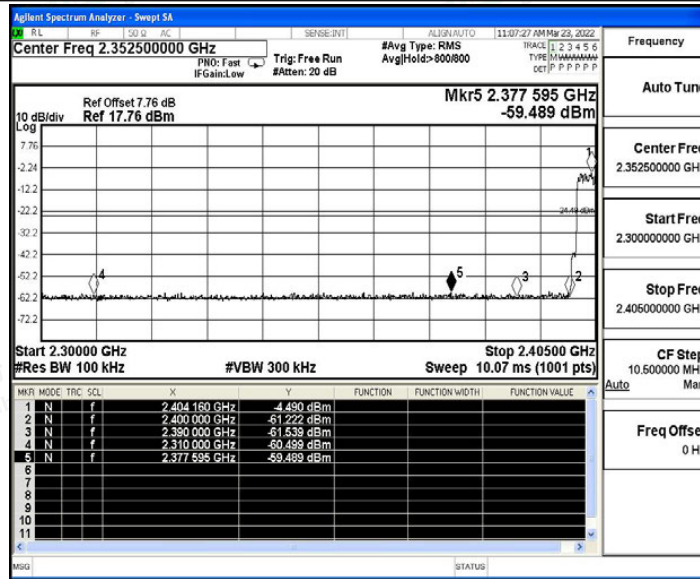 Agilent Spectrum Analyzer - Swept SA
RL RF 50 Ω AC SENSE:INT ALIGNAUTO 11:07:27 AM Mar 23, 2022
Center Freq 2.352500000 GHz
PNO: Fast
IFGain:Low
Trig: Free Run
#Atten: 20 dB
#Avg Type: RMS
Avg|Hold:>800/800
TRACE 1 2 3 4 5 6
TYPE MWWWWW
DET P P P P P P
Ref Offset 7.76 dB
Ref 17.76 dBm
10 dB/div
Log
Mkr5 2.377 595 GHz
-59.489 dBm
7.76
-2.24
-12.2
-22.2
-32.2
-42.2
-52.2
-62.2
-72.2
1
4
5
3
2
Start 2.30000 GHz
Stop 2.40500 GHz
#Res BW 100 kHz #VBW 300 kHz Sweep 10.07 ms (1001 pts)
MKR MODE TRC SCL X Y FUNCTION FUNCTION WIDTH FUNCTION VALUE
1 N f 2.404 160 GHz -4.490 dBm
2 N f 2.400 000 GHz -61.222 dBm
3 N f 2.390 000 GHz -61.539 dBm
4 N f 2.310 000 GHz -60.499 dBm
5 N f 2.377 595 GHz -59.489 dBm
6
7
8
9
10
11
MSG STATUS
Frequency
Auto Tun
Center Fre
2.352500000 GH
Start Fre
2.300000000 GH
Stop Fre
2.405000000 GH
CF Ste
10.500000 MH
Auto Ma
Freq Offse
0 H